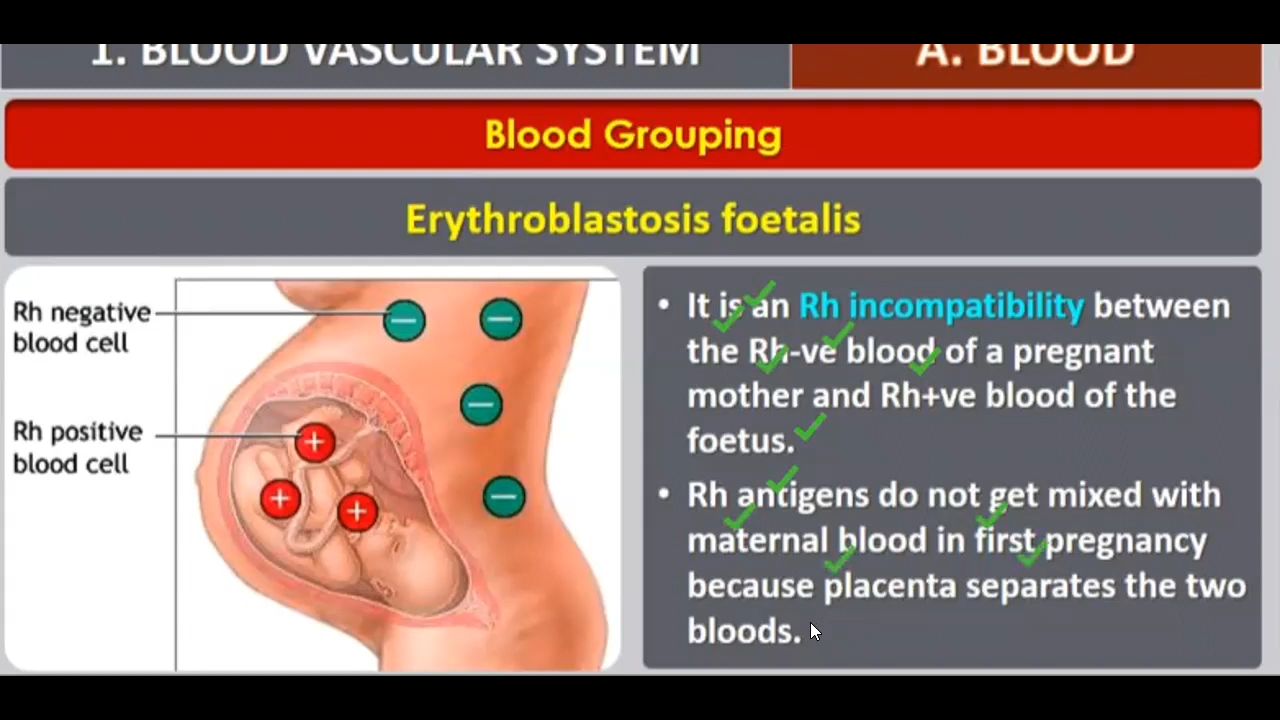 1. BLOOD VASCULAR SYSTEM
A. BLOOD
Blood Grouping
Erythroblastosis foetalis
Rh negative
blood cell
Rh positive
blood cell
• It is an Rh incompatibility between
the Rh-ve blood of a pregnant
mother and Rh+ve blood of the
foetus.
• Rh antigens do not get mixed with
maternal blood in first pregnancy
because placenta separates the two
bloods.